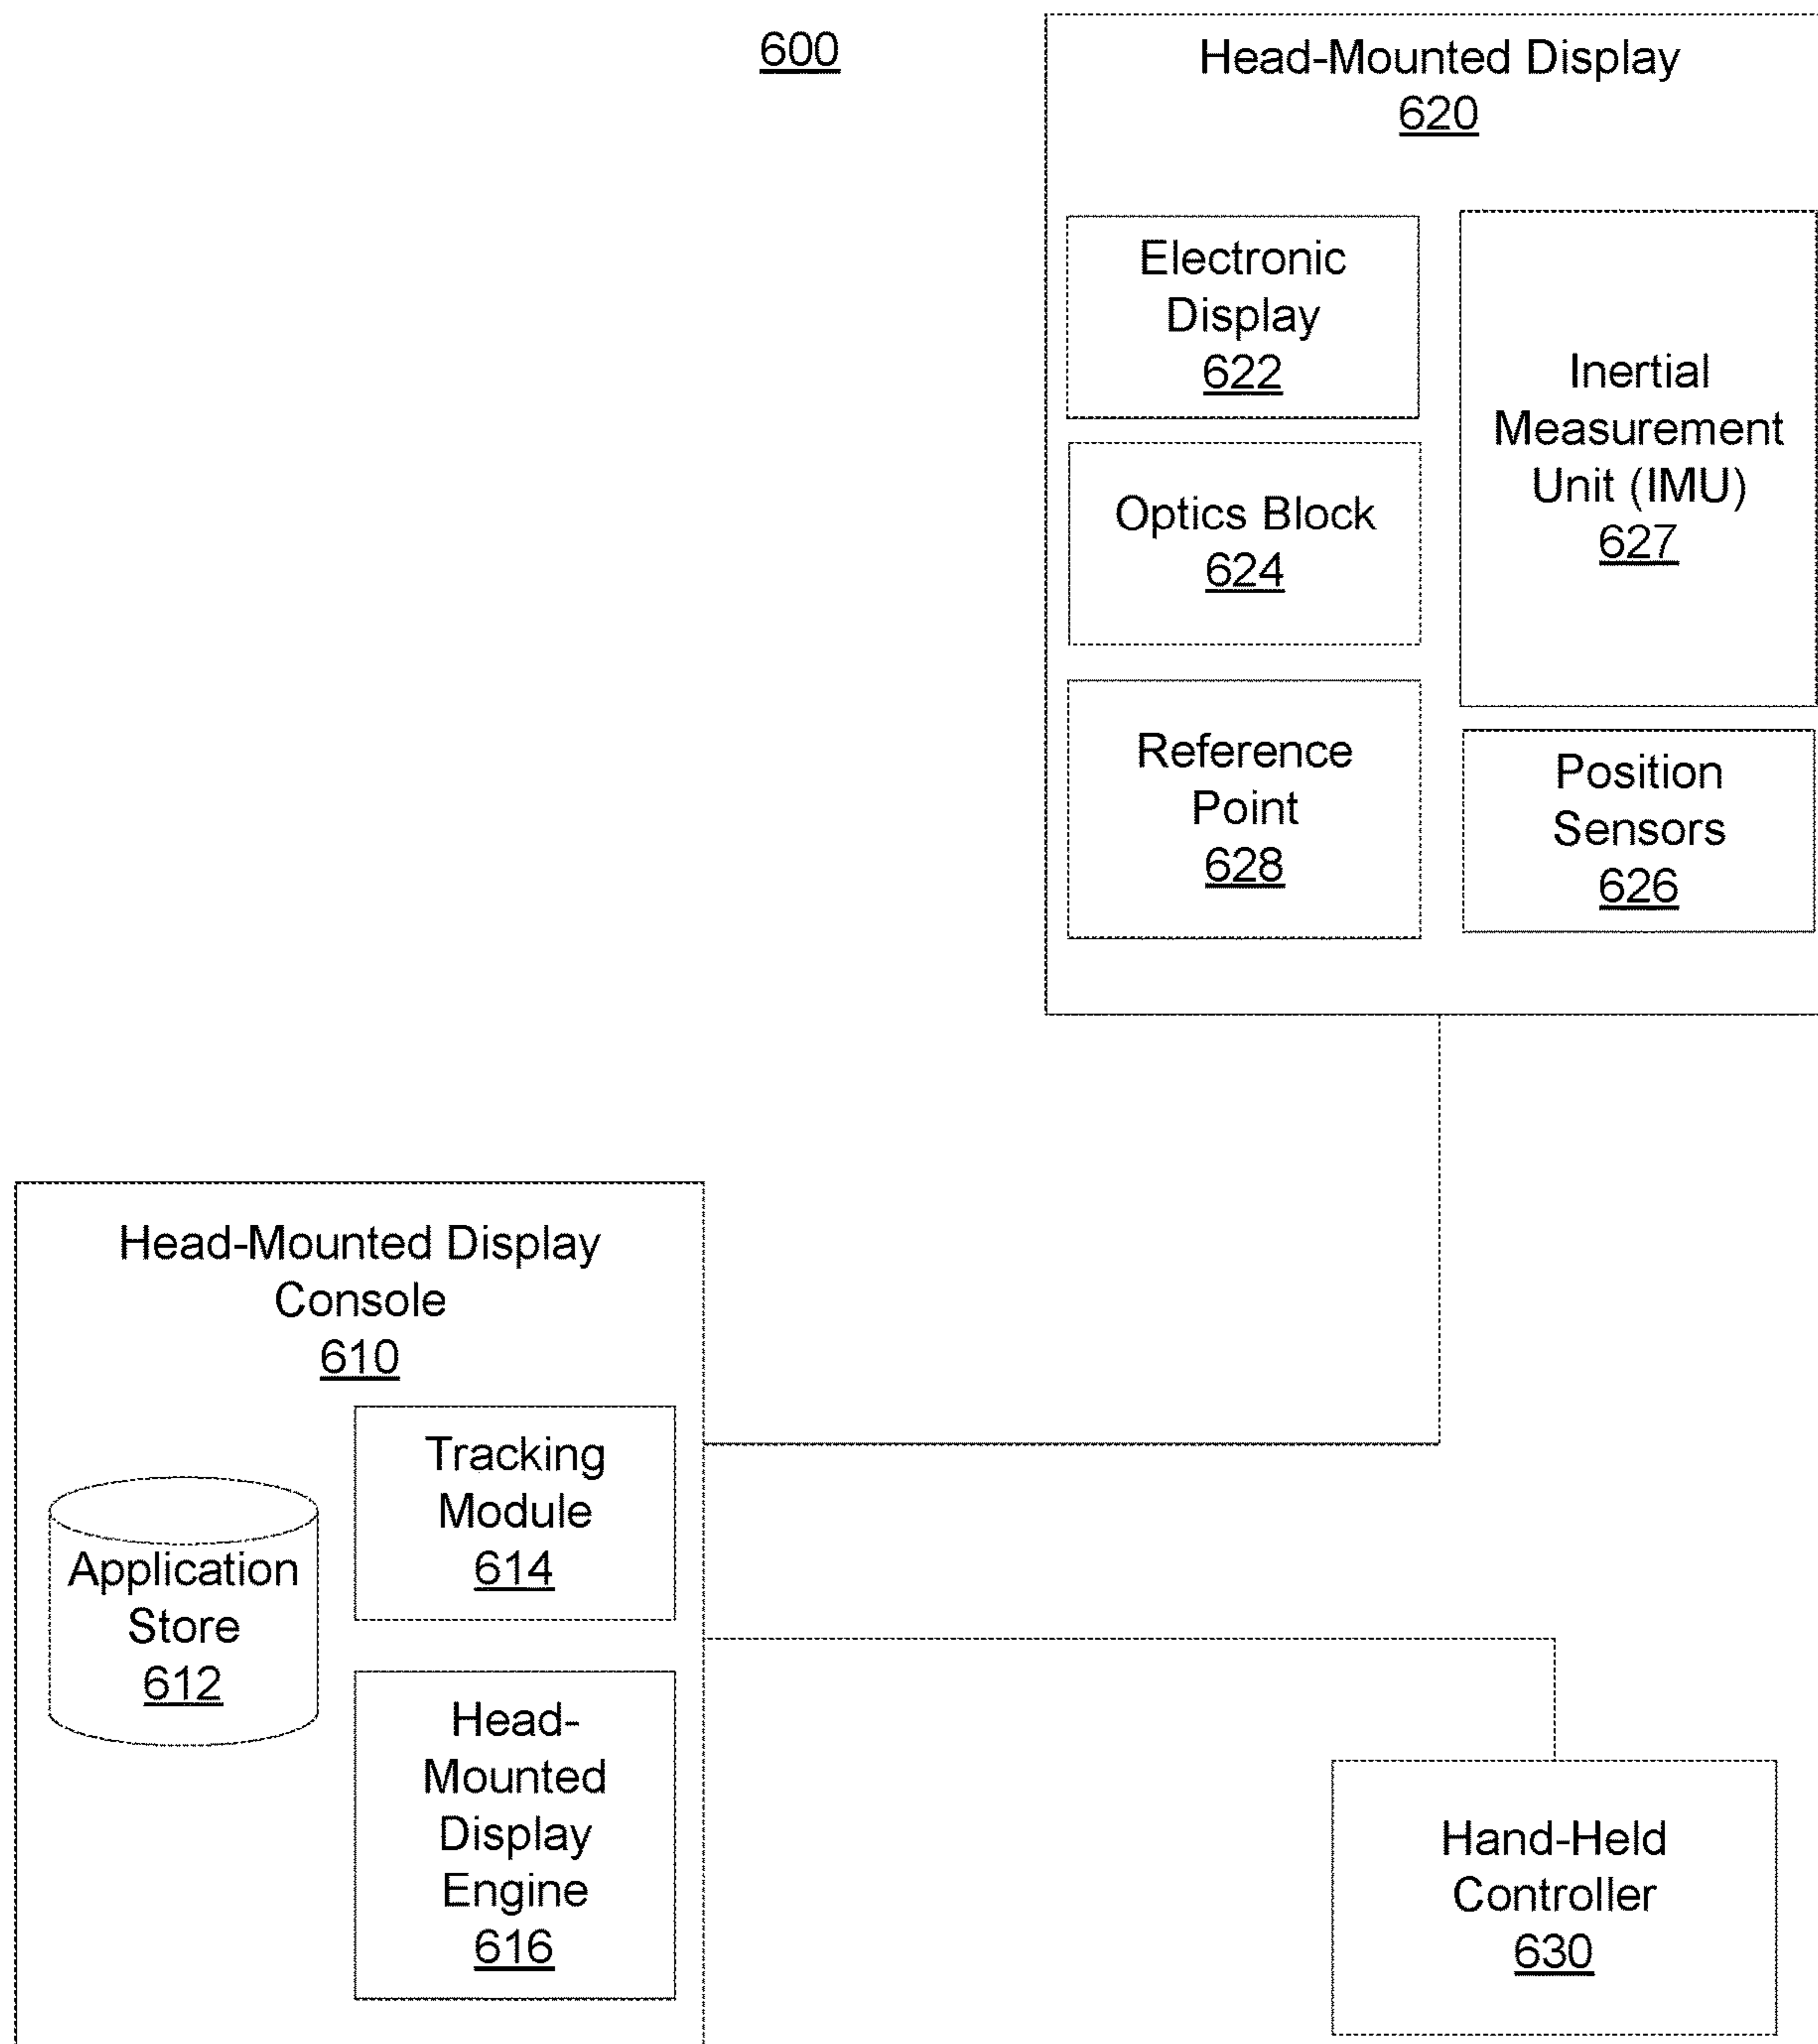 600
Head-Mounted Display
620
Electronic
Display
622
Optics Block
624
Reference
Point
628
Inertial
Measurement
Unit (IMU)
627
Position
Sensors
626
Head-Mounted Display
Console
610
Application
Store
612
Tracking
Module
614
Head-
Mounted
Display
Engine
616
Hand-Held
Controller
630